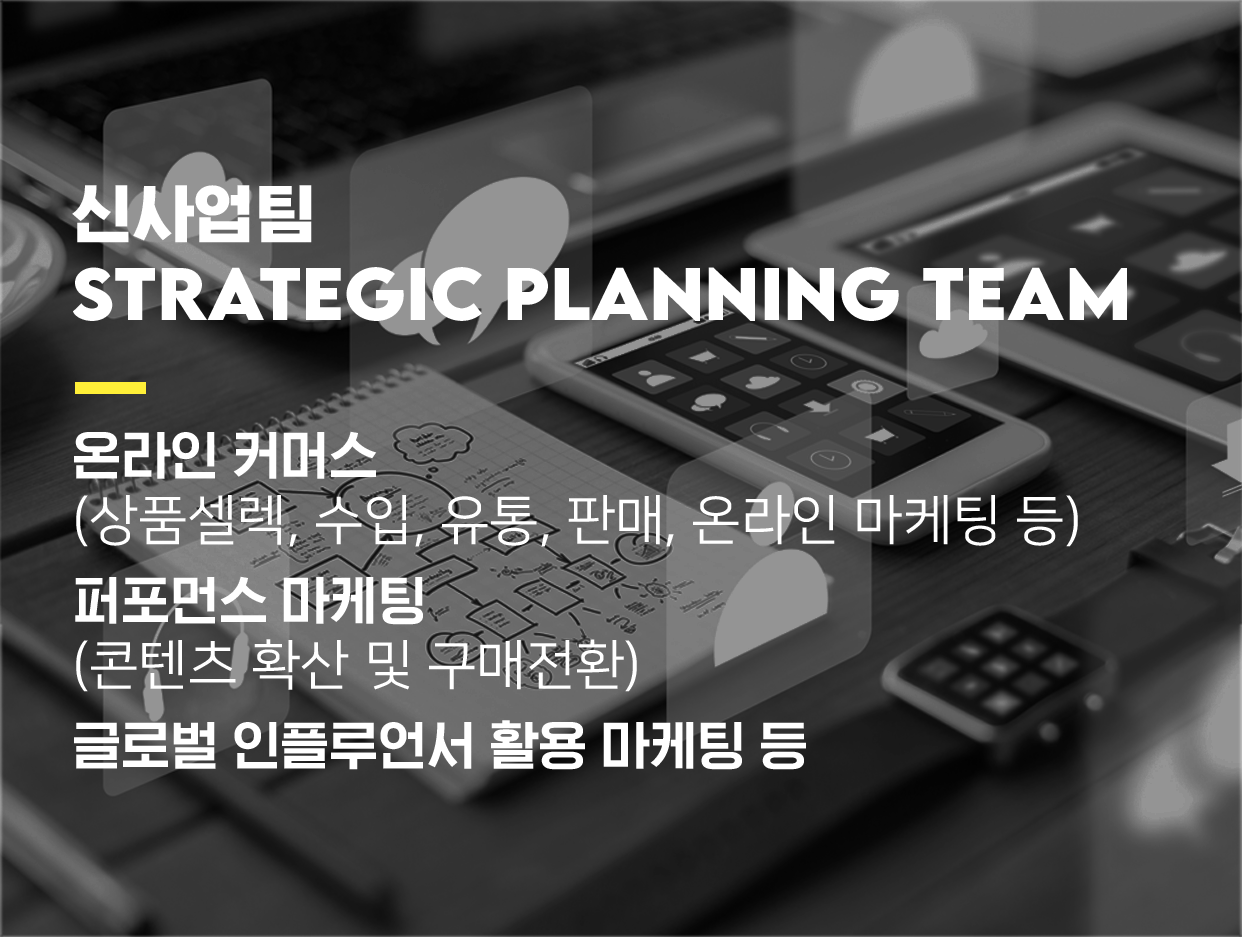 신사업팀
STRATEGIC PLANNING TEAM
온라인 커머스
(상품셀렉, 수입, 유통, 판매, 온라인 마케팅 등)
퍼포먼스 마케팅
(콘텐츠 확산 및 구매전환)
글로벌 인플루언서 활용 마케팅 등